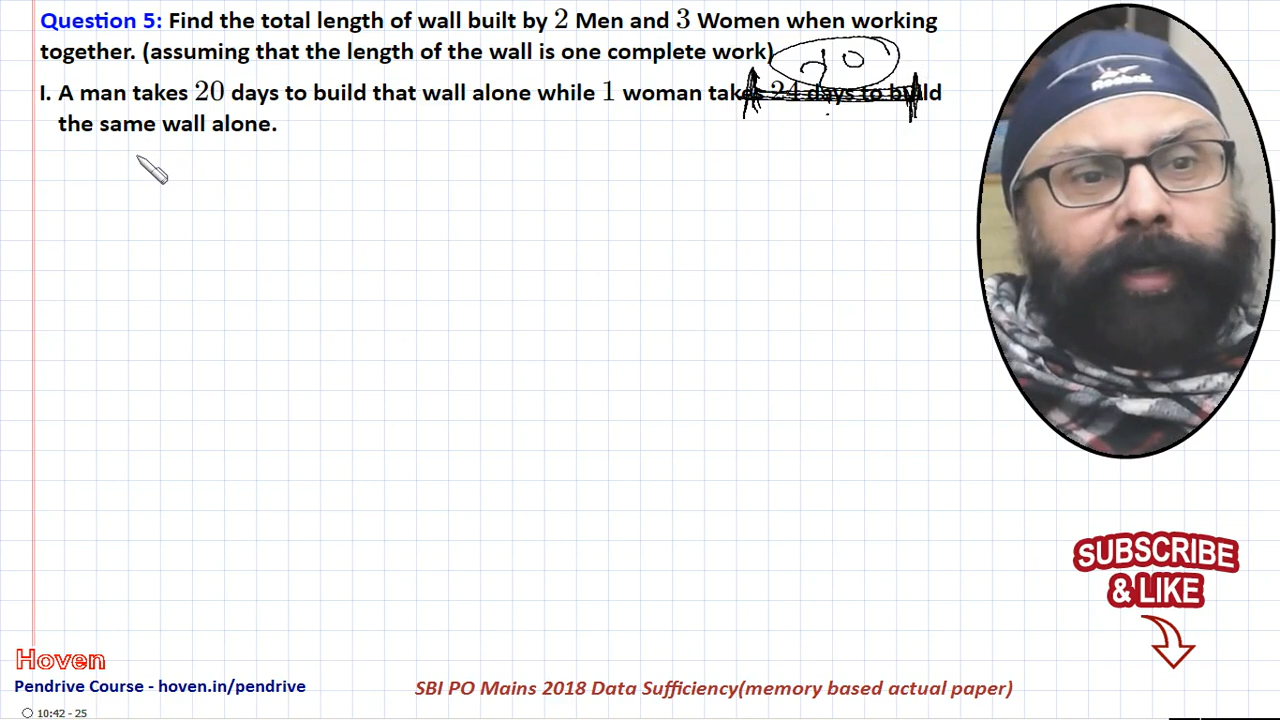 Question 5: Find the total length of wall built by 2 Men and 3 Women when working
together. (assuming that the length of the wall is one complete work)
20
I. A man takes 20 days to build that wall alone while 1 woman takes 24 days to build
the same wall alone.
Reebok
SUBSCRIBE
& LIKE
Hoven
Pendrive Course - hoven.in/pendrive
SBI PO Mains 2018 Data Sufficiency(memory based actual paper)
10:42 - 25